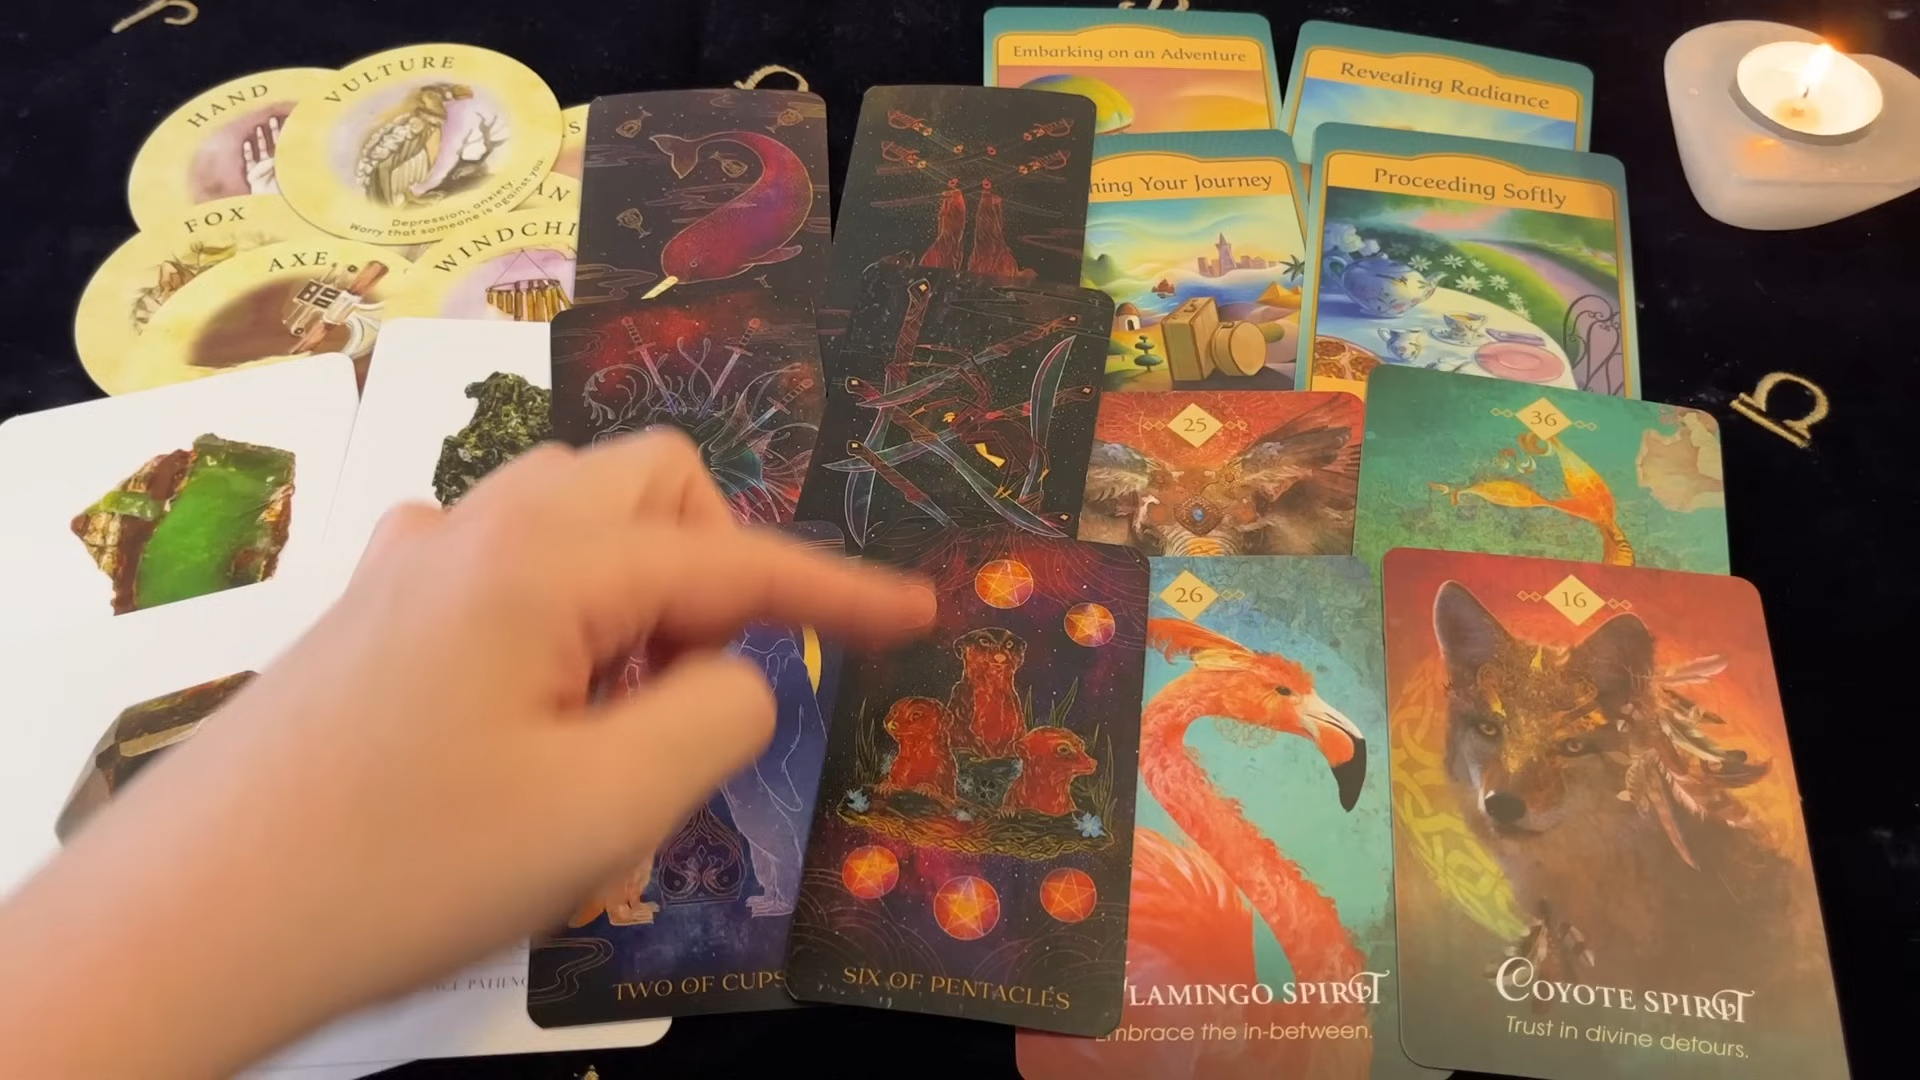 HAND
VULTURE
Depression, anxiety.
Worry that someone is against you.
FOX
AXE
WINDCHI
AN
S
Embarking on an Adventure
Revealing Radiance
ning Your Journey
Proceeding Softly
25
36
26
16
TWO OF CUPS
SIX OF PENTACLES
LAMINGO SPIRIT
mbrace the in-between.
COYOTE SPIRIT
Trust in divine detours.